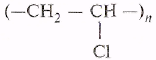 (—CH₂ — CH —)ₙ
Cl